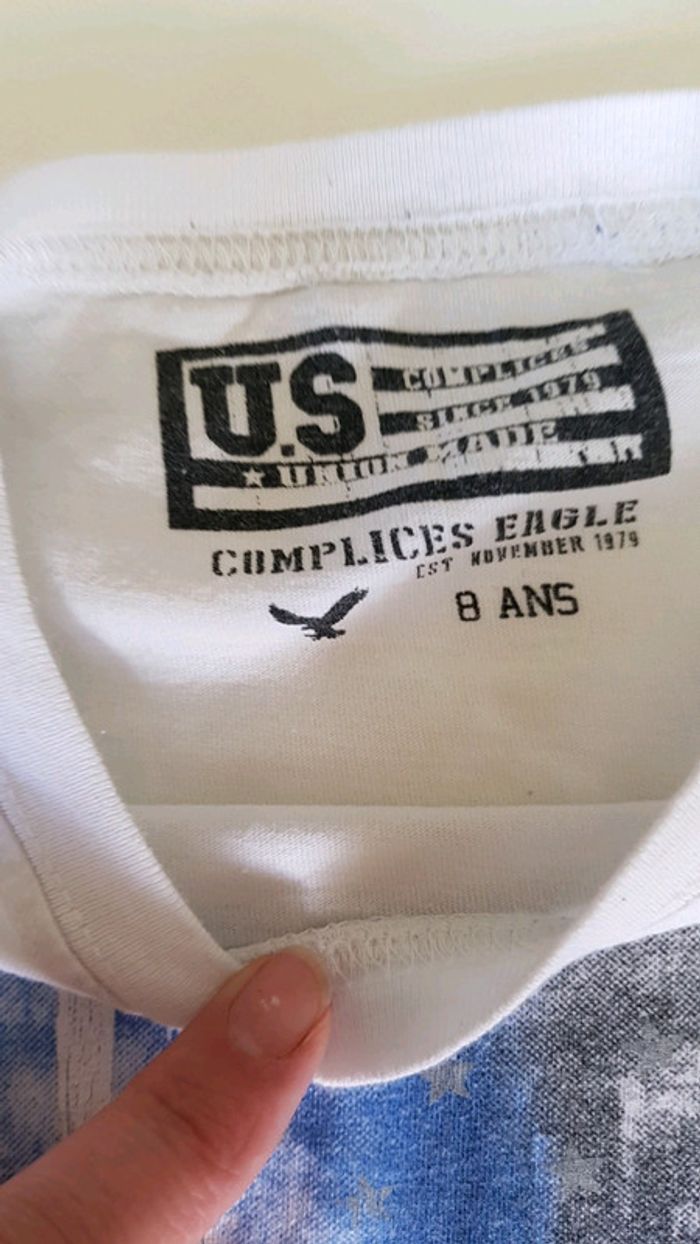 U.S
COMPLICES
SINCE 1979
UNION MADE
COMPLICES EAGLE
EST NOVEMBER 1979
8 ANS